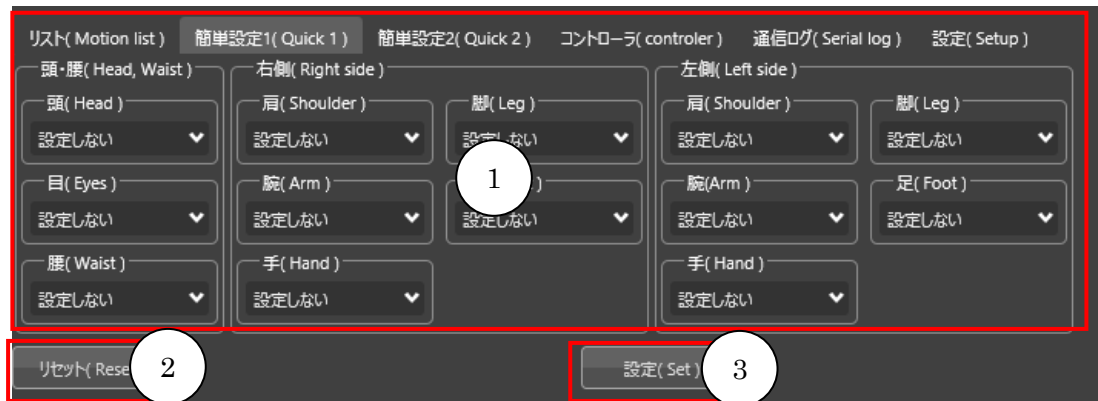 リスト( Motion list ) 簡単設定1( Quick 1 ) 簡単設定2( Quick 2 ) コントローラ( controler ) 通信ログ( Serial log ) 設定( Setup )
頭・腰( Head, Waist ) 右側( Right side ) 左側( Left side )
頭( Head ) 肩( Shoulder ) 脚( Leg ) 肩( Shoulder ) 脚( Leg )
設定しない 設定しない 設定しない 設定しない 設定しない
1
目( Eyes ) 腕( Arm ) ) 腕(Arm ) 足( Foot )
設定しない 設定しない 設定しない 設定しない 設定しない
腰( Waist ) 手( Hand ) 手( Hand )
設定しない 設定しない 設定しない
リセット( Rese 2 設定( Set ) 3